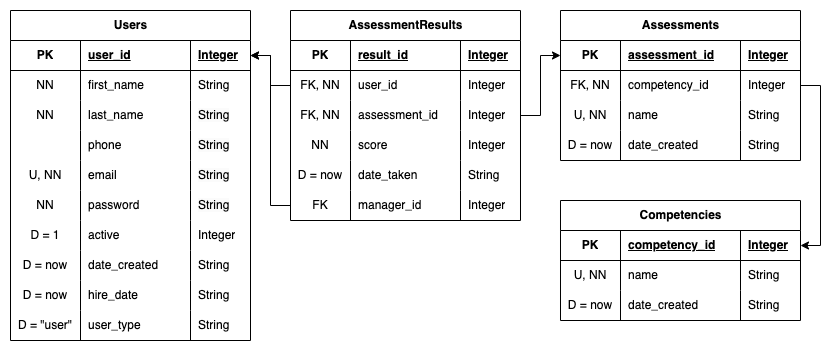 Users
PK user_id Integer
NN first_name String
NN last_name String
phone String
U, NN email String
NN password String
D = 1 active Integer
D = now date_created String
D = now hire_date String
D = "user" user_type String
AssessmentResults
PK result_id Integer
FK, NN user_id Integer
FK, NN assessment_id Integer
NN score Integer
D = now date_taken String
FK manager_id Integer
Assessments
PK assessment_id Integer
FK, NN competency_id Integer
U, NN name String
D = now date_created String
Competencies
PK competency_id Integer
U, NN name String
D = now date_created String